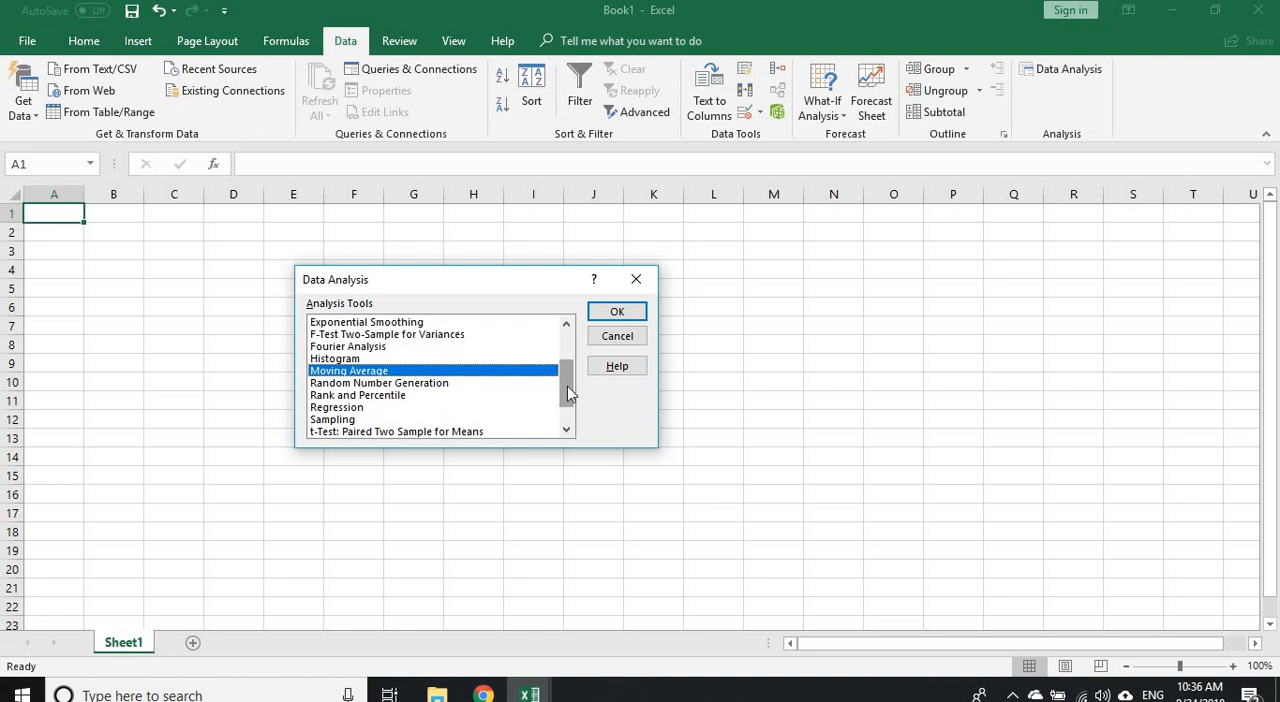 AutoSave Off Book1 - Excel Sign in
File Home Insert Page Layout Formulas Data Review View Help Tell me what you want to do Share
Get Data
From Text/CSV
From Web
From Table/Range
Recent Sources
Existing Connections
Get & Transform Data
Refresh All
Queries & Connections
Properties
Edit Links
Queries & Connections
Sort
Filter
Clear
Reapply
Advanced
Sort & Filter
Text to Columns
Data Tools
What-If Analysis
Forecast Sheet
Forecast
Group
Ungroup
Subtotal
Outline
Data Analysis
Analysis
A1 fx
A B C D E F G H I J K L M N O P Q R S T U
1
2
3
4
5
6
7
8
9
10
11
12
13
14
15
16
17
18
19
20
21
22
23
Data Analysis ?
Analysis Tools
Exponential Smoothing
F-Test Two-Sample for Variances
Fourier Analysis
Histogram
Moving Average
Random Number Generation
Rank and Percentile
Regression
Sampling
t-Test: Paired Two Sample for Means
OK
Cancel
Help
Sheet1
Ready 100%
Type here to search ENG 10:36 AM